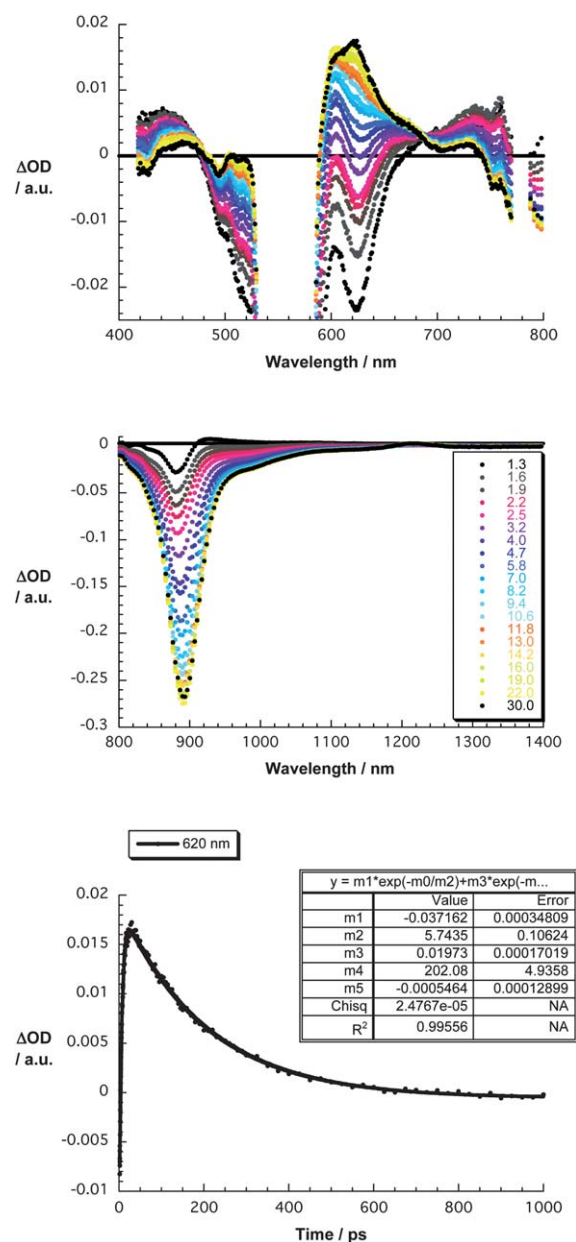 0.02
0.01
0
ΔOD
/ a.u.
-0.01
-0.02
400 500 600 700 800
Wavelength / nm
0
-0.05
-0.1
ΔOD
/ a.u.
-0.15
-0.2
-0.25
-0.3
1.3
1.6
1.9
2.2
2.5
3.2
4.0
4.7
5.8
7.0
8.2
9.4
10.6
11.8
13.0
14.2
16.0
19.0
22.0
30.0
800 900 1000 1100 1200 1300 1400
Wavelength / nm
620 nm
y = m1*exp(-m0/m2)+m3*exp(-m...
Value Error
m1 -0.037162 0.00034809
m2 5.7435 0.10624
m3 0.01973 0.00017019
m4 202.08 4.9358
m5 -0.0005464 0.00012899
Chisq 2.4767e-05 NA
R² 0.99556 NA
0.02
0.015
0.01
ΔOD
/ a.u.
0.005
0
-0.005
-0.01
0 200 400 600 800 1000
Time / ps